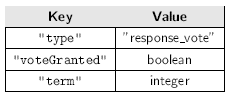 Key Value
"type" "response_vote"
"voteGranted" boolean
"term" integer